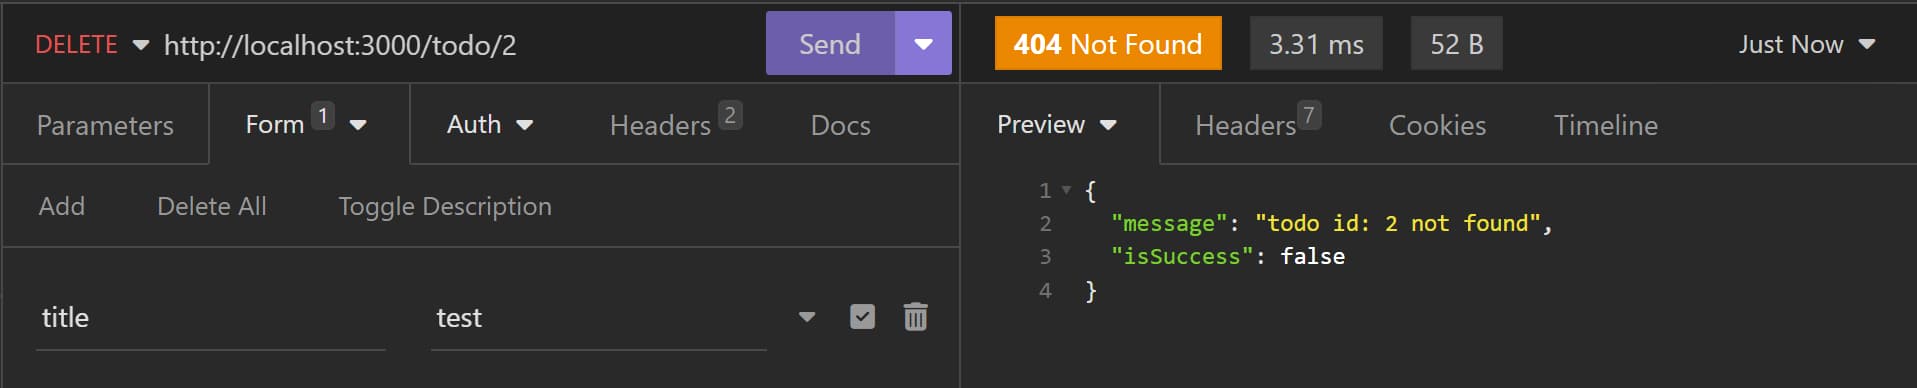 DELETE http://localhost:3000/todo/2 Send
404 Not Found 3.31 ms 52 B Just Now
Parameters Form 1 Auth Headers 2 Docs
Preview Headers 7 Cookies Timeline
Add Delete All Toggle Description
title test
1 {
2 "message": "todo id: 2 not found",
3 "isSuccess": false
4 }